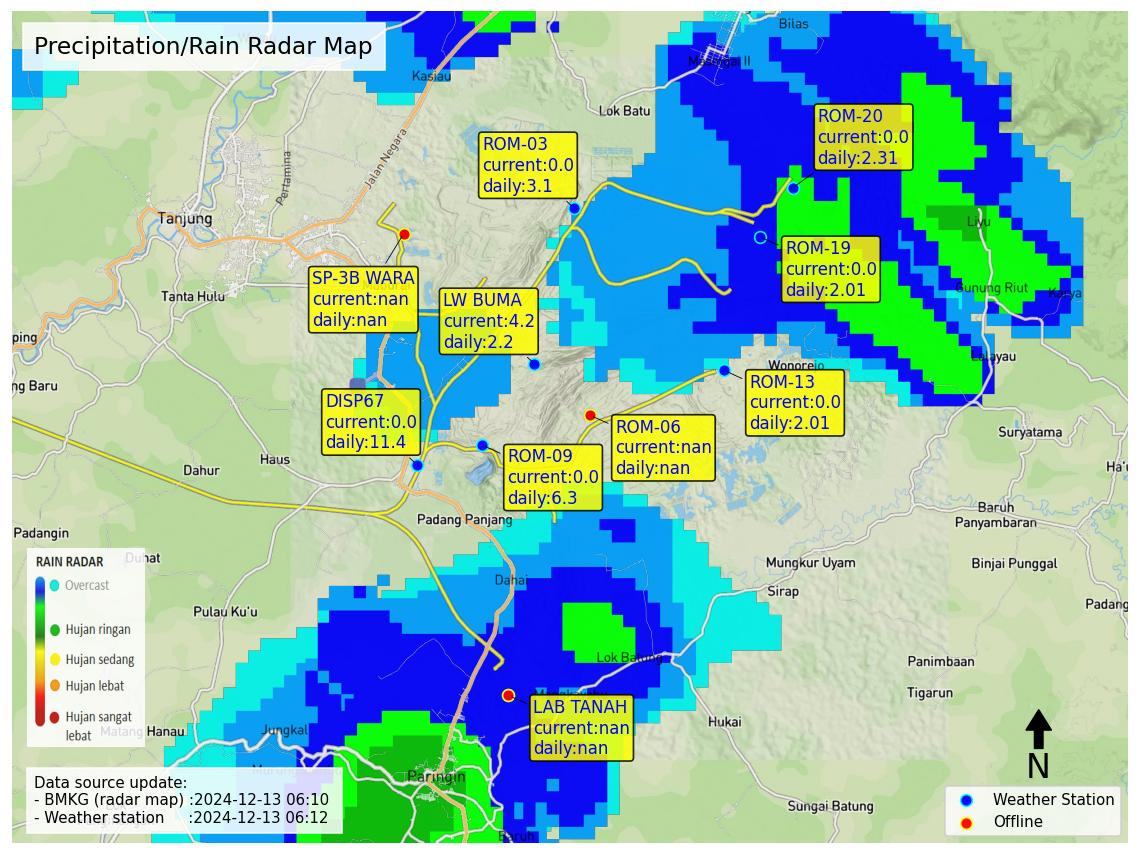 Precipitation/Rain Radar Map
Bilas
Kasiau
Lok Batu
Jalan Negara
Pertamina
ROM-20
current:0.0
daily:2.31
ROM-03
current:0.0
daily:3.1
Tanjung
Liyu
ROM-19
current:0.0
daily:2.01
SP-3B WARA
current:nan
daily:nan
Tanta Hulu
LW BUMA
current:4.2
daily:2.2
Gunung Riut
ping
ng Baru
Wonorejo
Lalayau
ROM-13
current:0.0
daily:2.01
DISP67
current:0.0
daily:11.4
ROM-06
current:nan
daily:nan
Suryatama
Haus
Dahur
ROM-09
current:0.0
daily:6.3
Ha'u
Baruh
Panyambaran
Padang Panjang
Padangin
Duhat
Mungkur Uyam
Binjai Punggal
RAIN RADAR
Overcast
Hujan ringan
Hujan sedang
Hujan lebat
Hujan sangat
lebat
Dahai
Sirap
Padang
Pulau Ku'u
Lok Batung
Panimbaan
Tigarun
LAB TANAH
current:nan
daily:nan
Hukai
Matang Hanau
Jungkal
Paringin
N
Data source update:
- BMKG (radar map) :2024-12-13 06:10
- Weather station :2024-12-13 06:12
Sungai Batung
Baruh
Weather Station
Offline